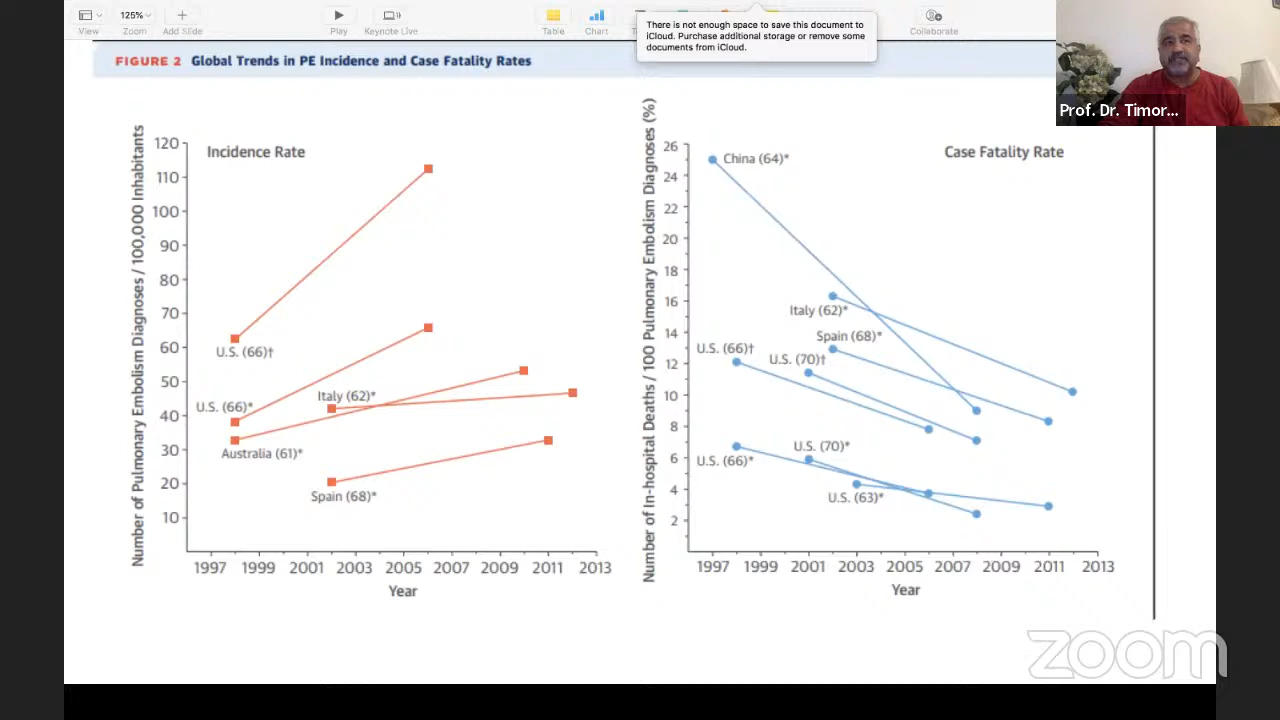 View
125%
Zoom
Add Slide
Play
Keynote Live
Table
Chart
Collaborate
There is not enough space to save this document to
iCloud. Purchase additional storage or remove some
documents from iCloud.
Prof. Dr. Timor...
FIGURE 2 Global Trends in PE Incidence and Case Fatality Rates
Number of Pulmonary Embolism Diagnoses / 100,000 Inhabitants
Incidence Rate
120
110
100
90
80
70
60
50
40
30
20
10
U.S. (66)†
U.S. (66)*
Italy (62)*
Australia (61)*
Spain (68)*
1997 1999 2001 2003 2005 2007 2009 2011 2013
Year
Number of In-hospital Deaths / 100 Pulmonary Embolism Diagnoses (%)
Case Fatality Rate
26
24
22
20
18
16
14
12
10
8
6
4
2
China (64)*
Italy (62)*
Spain (68)*
U.S. (66)†
U.S. (70)†
U.S. (70)*
U.S. (66)*
U.S. (63)*
1997 1999 2001 2003 2005 2007 2009 2011 2013
Year
zoom